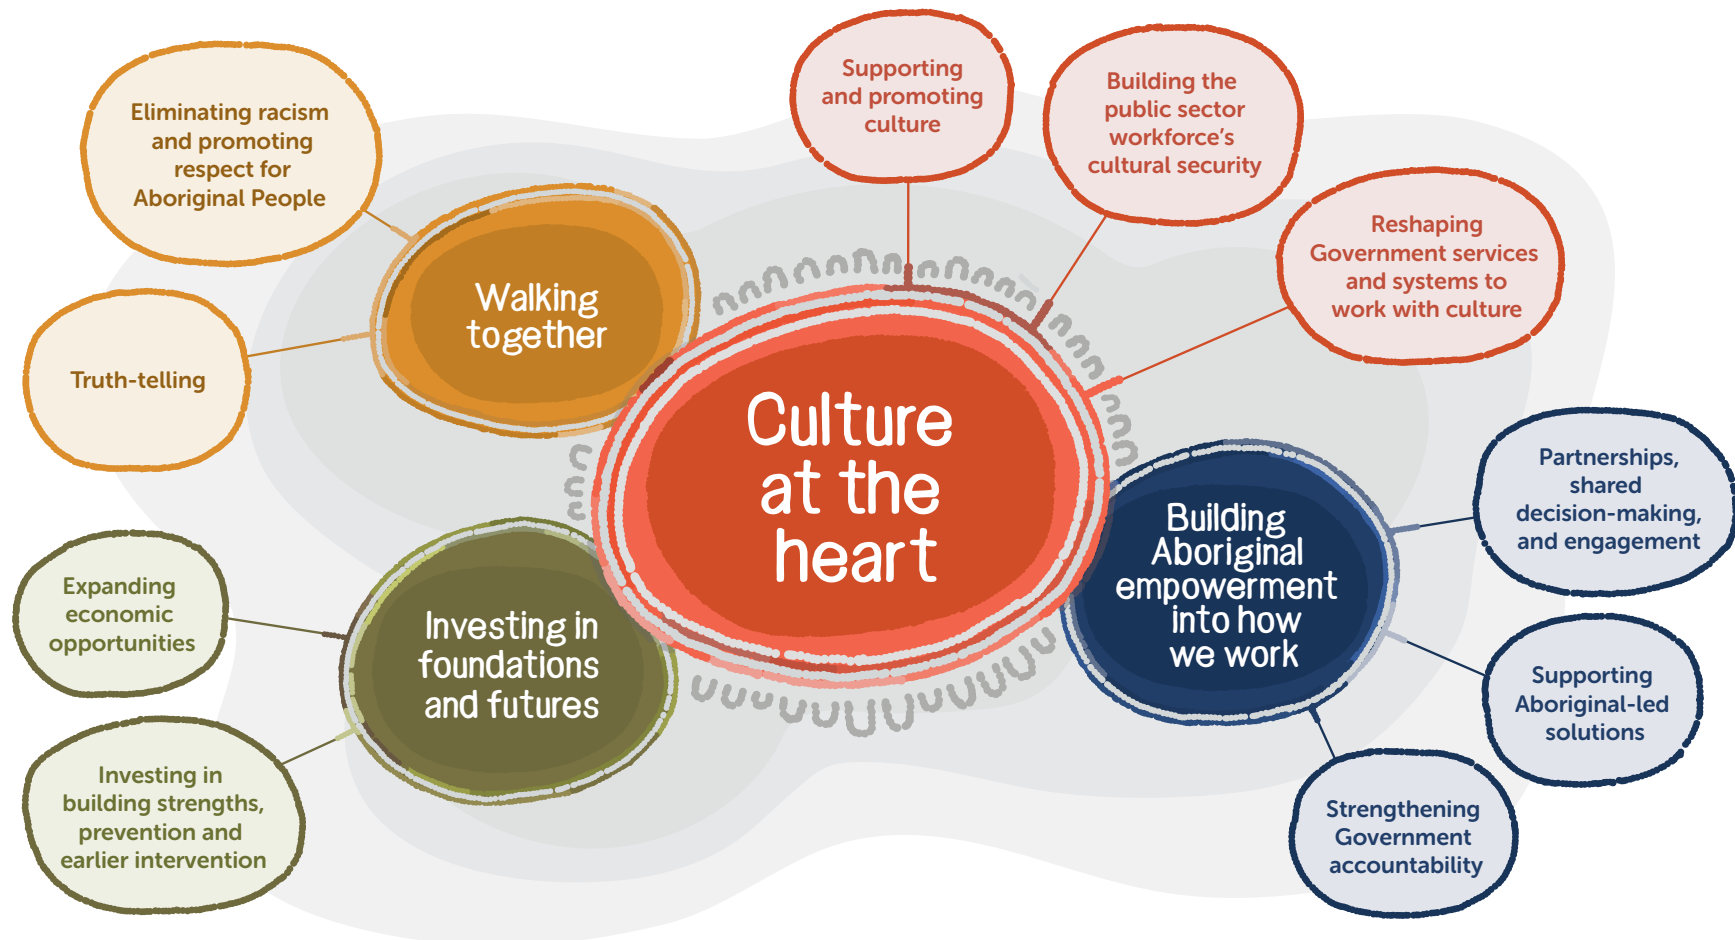 Eliminating racism
and promoting
respect for
Aboriginal People
Truth-telling
Walking
together
Supporting
and promoting
culture
Building the
public sector
workforce's
cultural security
Reshaping
Government services
and systems to
work with culture
Culture
at the
heart
Partnerships,
shared
decision-making,
and engagement
Building
Aboriginal
empowerment
into how
we work
Supporting
Aboriginal-led
solutions
Strengthening
Government
accountability
Expanding
economic
opportunities
Investing in
foundations
and futures
Investing in
building strengths,
prevention and
earlier intervention